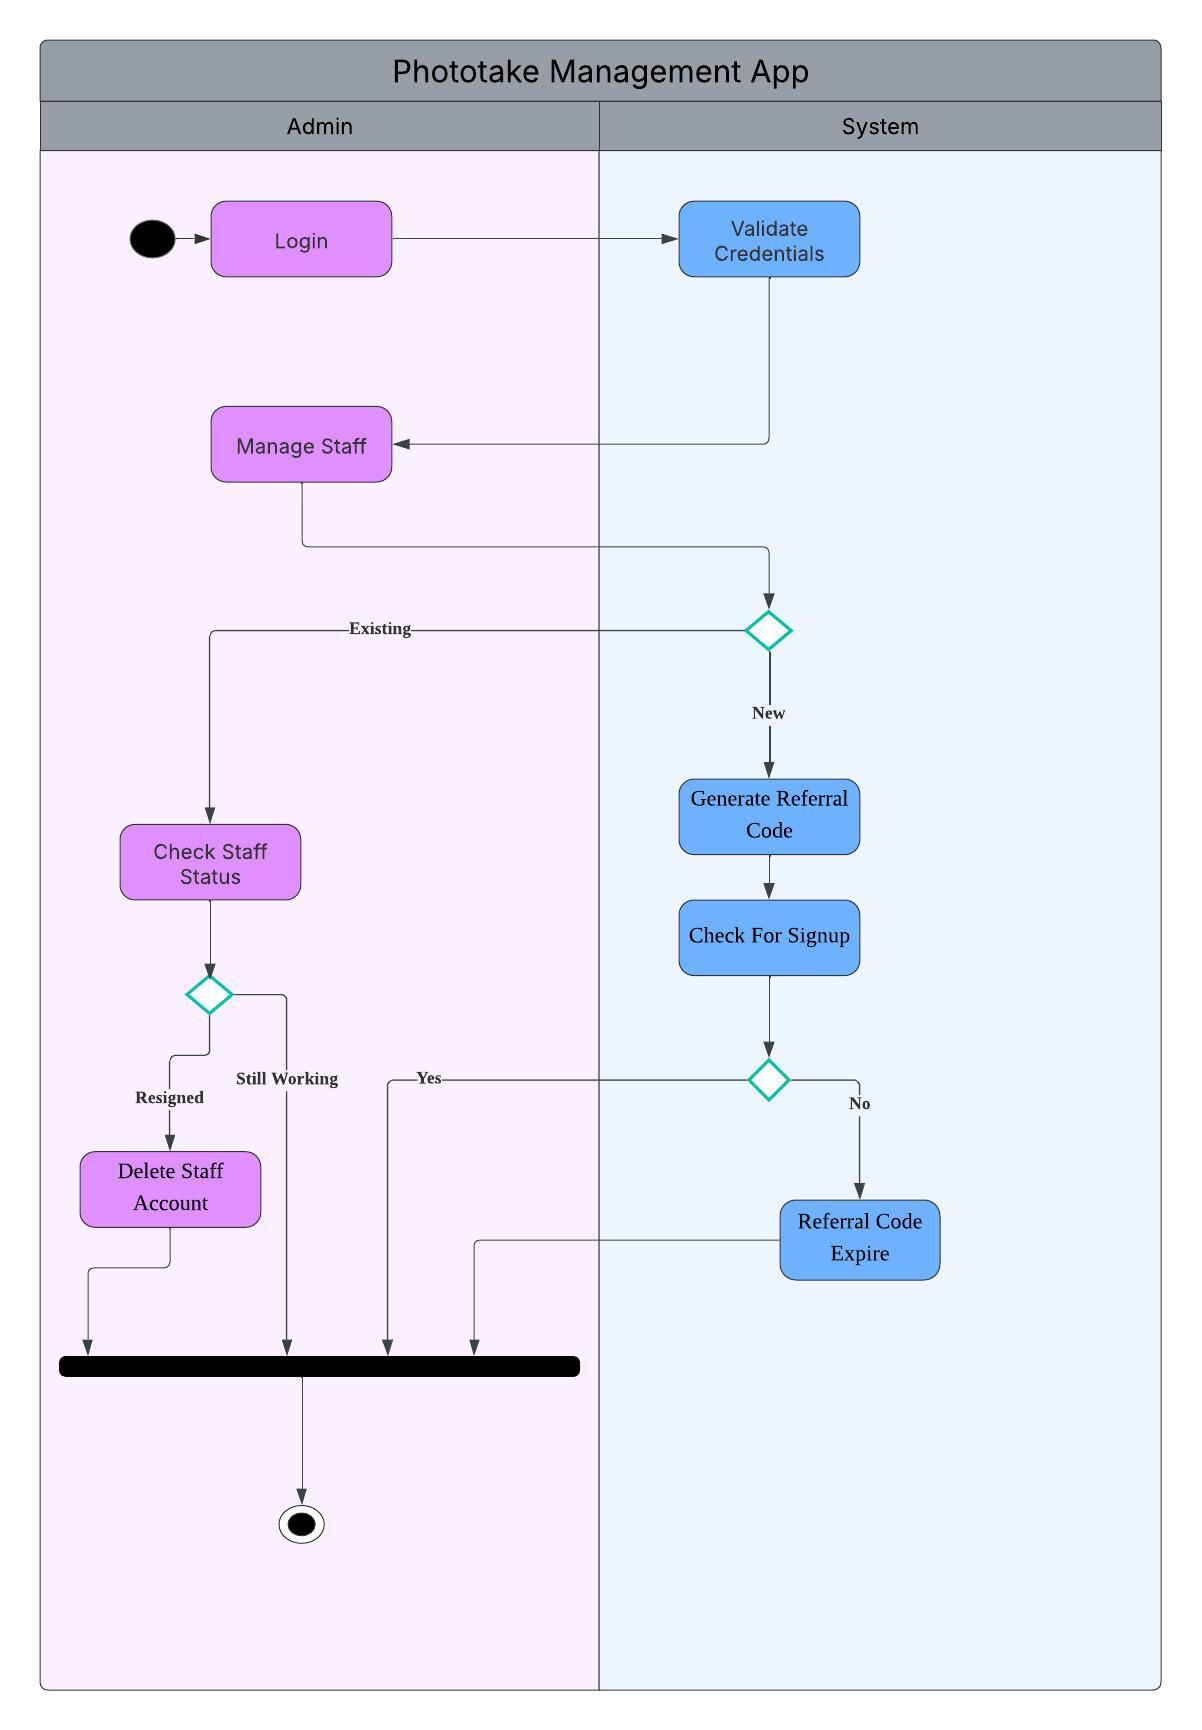 Phototake Management App
Admin
System
Login
Validate
Credentials
Manage Staff
Existing
New
Generate Referral
Code
Check Staff
Status
Check For Signup
Still Working
Yes
Resigned
No
Delete Staff
Account
Referral Code
Expire